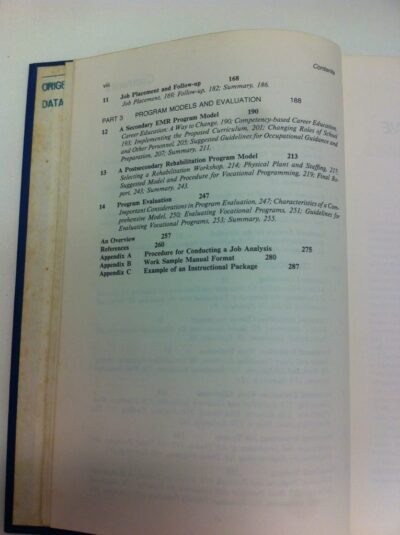 ORIGE
DATA
viii
Contents
11 Job Placement and Follow-up 168
Job Placement, 169; Follow-up, 182; Summary, 186.
PART 3 PROGRAM MODELS AND EVALUATION 188
12 A Secondary EMR Program Model 190
Career Education: A Way to Change, 190; Competency-based Career Education,
193; Implementing the Proposed Curriculum, 201; Changing Roles of School
and Other Personnel, 205; Suggested Guidelines for Occupational Guidance and
Preparation, 207; Summary, 211.
13 A Postsecondary Rehabilitation Program Model 213
Selecting a Rehabilitation Workshop, 214; Physical Plant and Staffing, 217;
Suggested Model and Procedure for Vocational Programming, 219; Final Re-
port, 243; Summary, 243.
14 Program Evaluation 247
Important Considerations in Program Evaluation, 247; Characteristics of a Com-
prehensive Model, 250; Evaluating Vocational Programs, 251; Guidelines for
Evaluating Vocational Programs, 253; Summary, 255.
An Overview 257
References 260
Appendix A Procedure for Conducting a Job Analysis 275
Appendix B Work Sample Manual Format 280
Appendix C Example of an Instructional Package 287